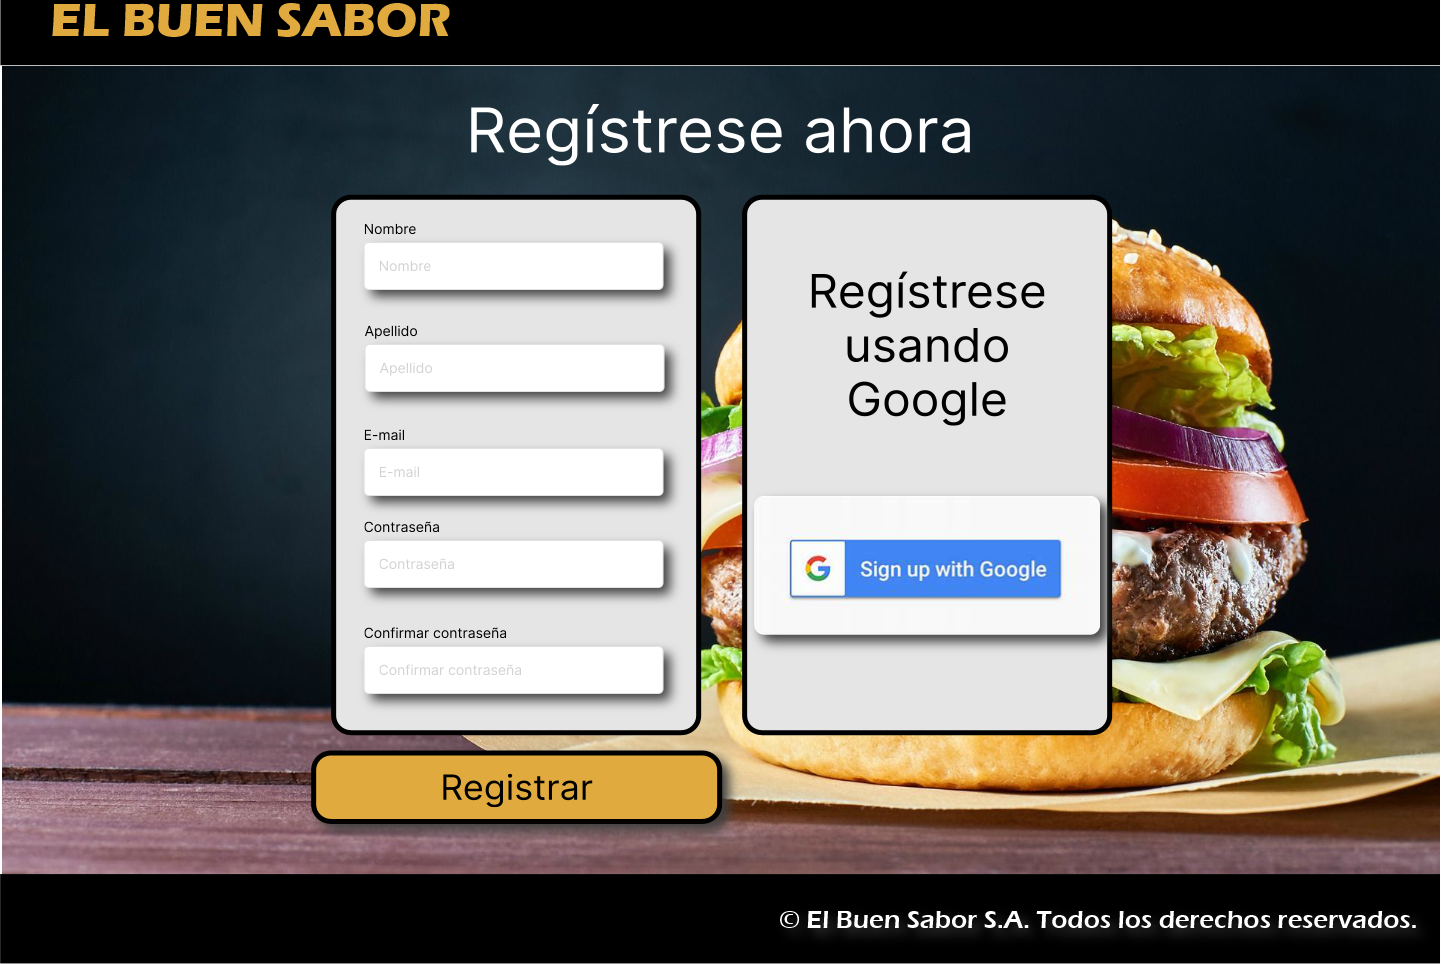 EL BUEN SABOR
Regístrese ahora
Nombre
Nombre
Apellido
Apellido
E-mail
E-mail
Contraseña
Contraseña
Confirmar contraseña
Confirmar contraseña
Registrar
Regístrese
usando
Google
Sign up with Google
© El Buen Sabor S.A. Todos los derechos reservados.